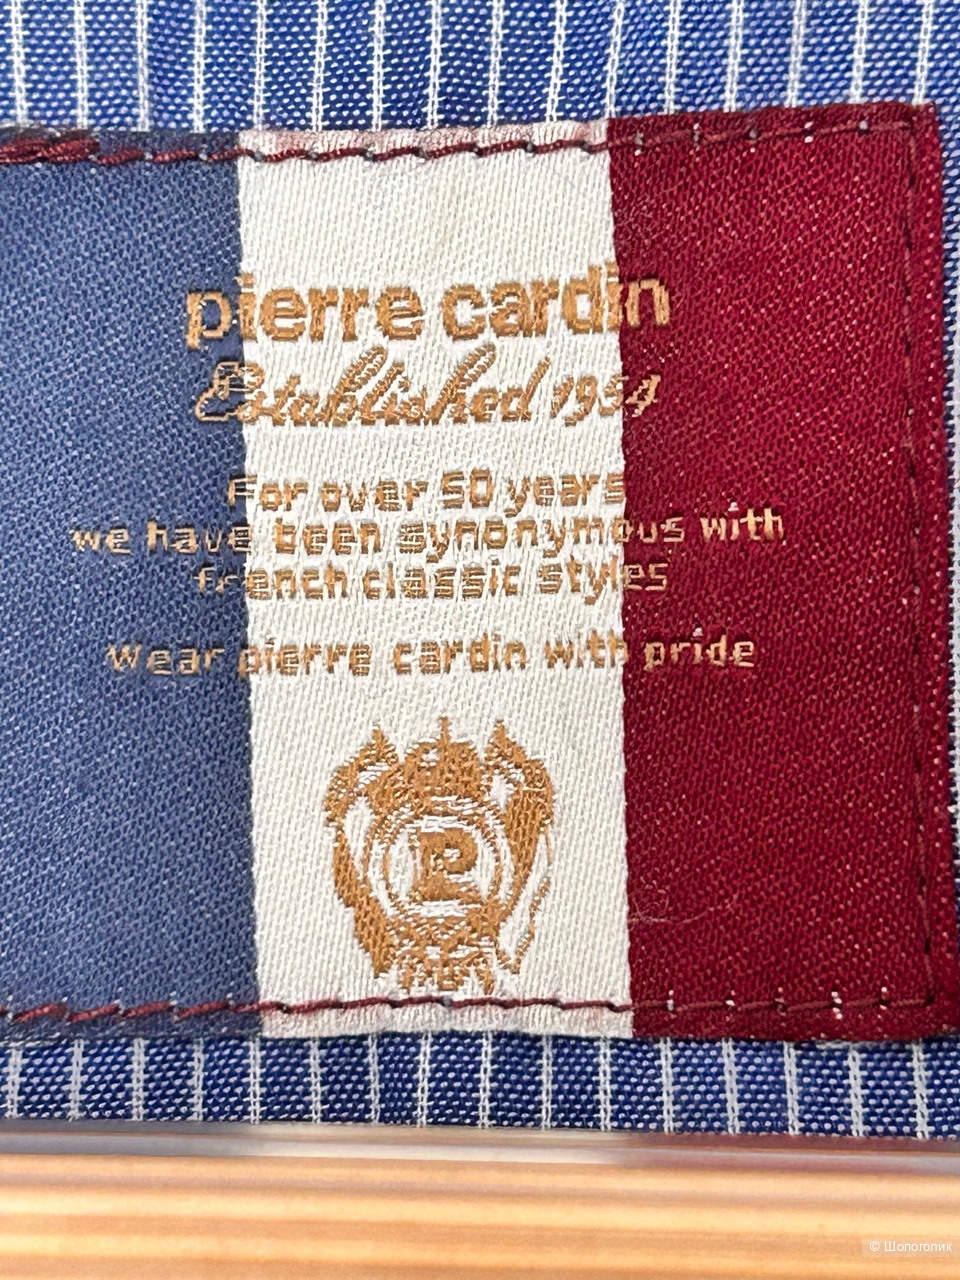 pierre cardin
Established 1954
For over 50 years
we have been synonymous with
french classic styles
Wear pierre cardin with pride
P
© Шопоголик